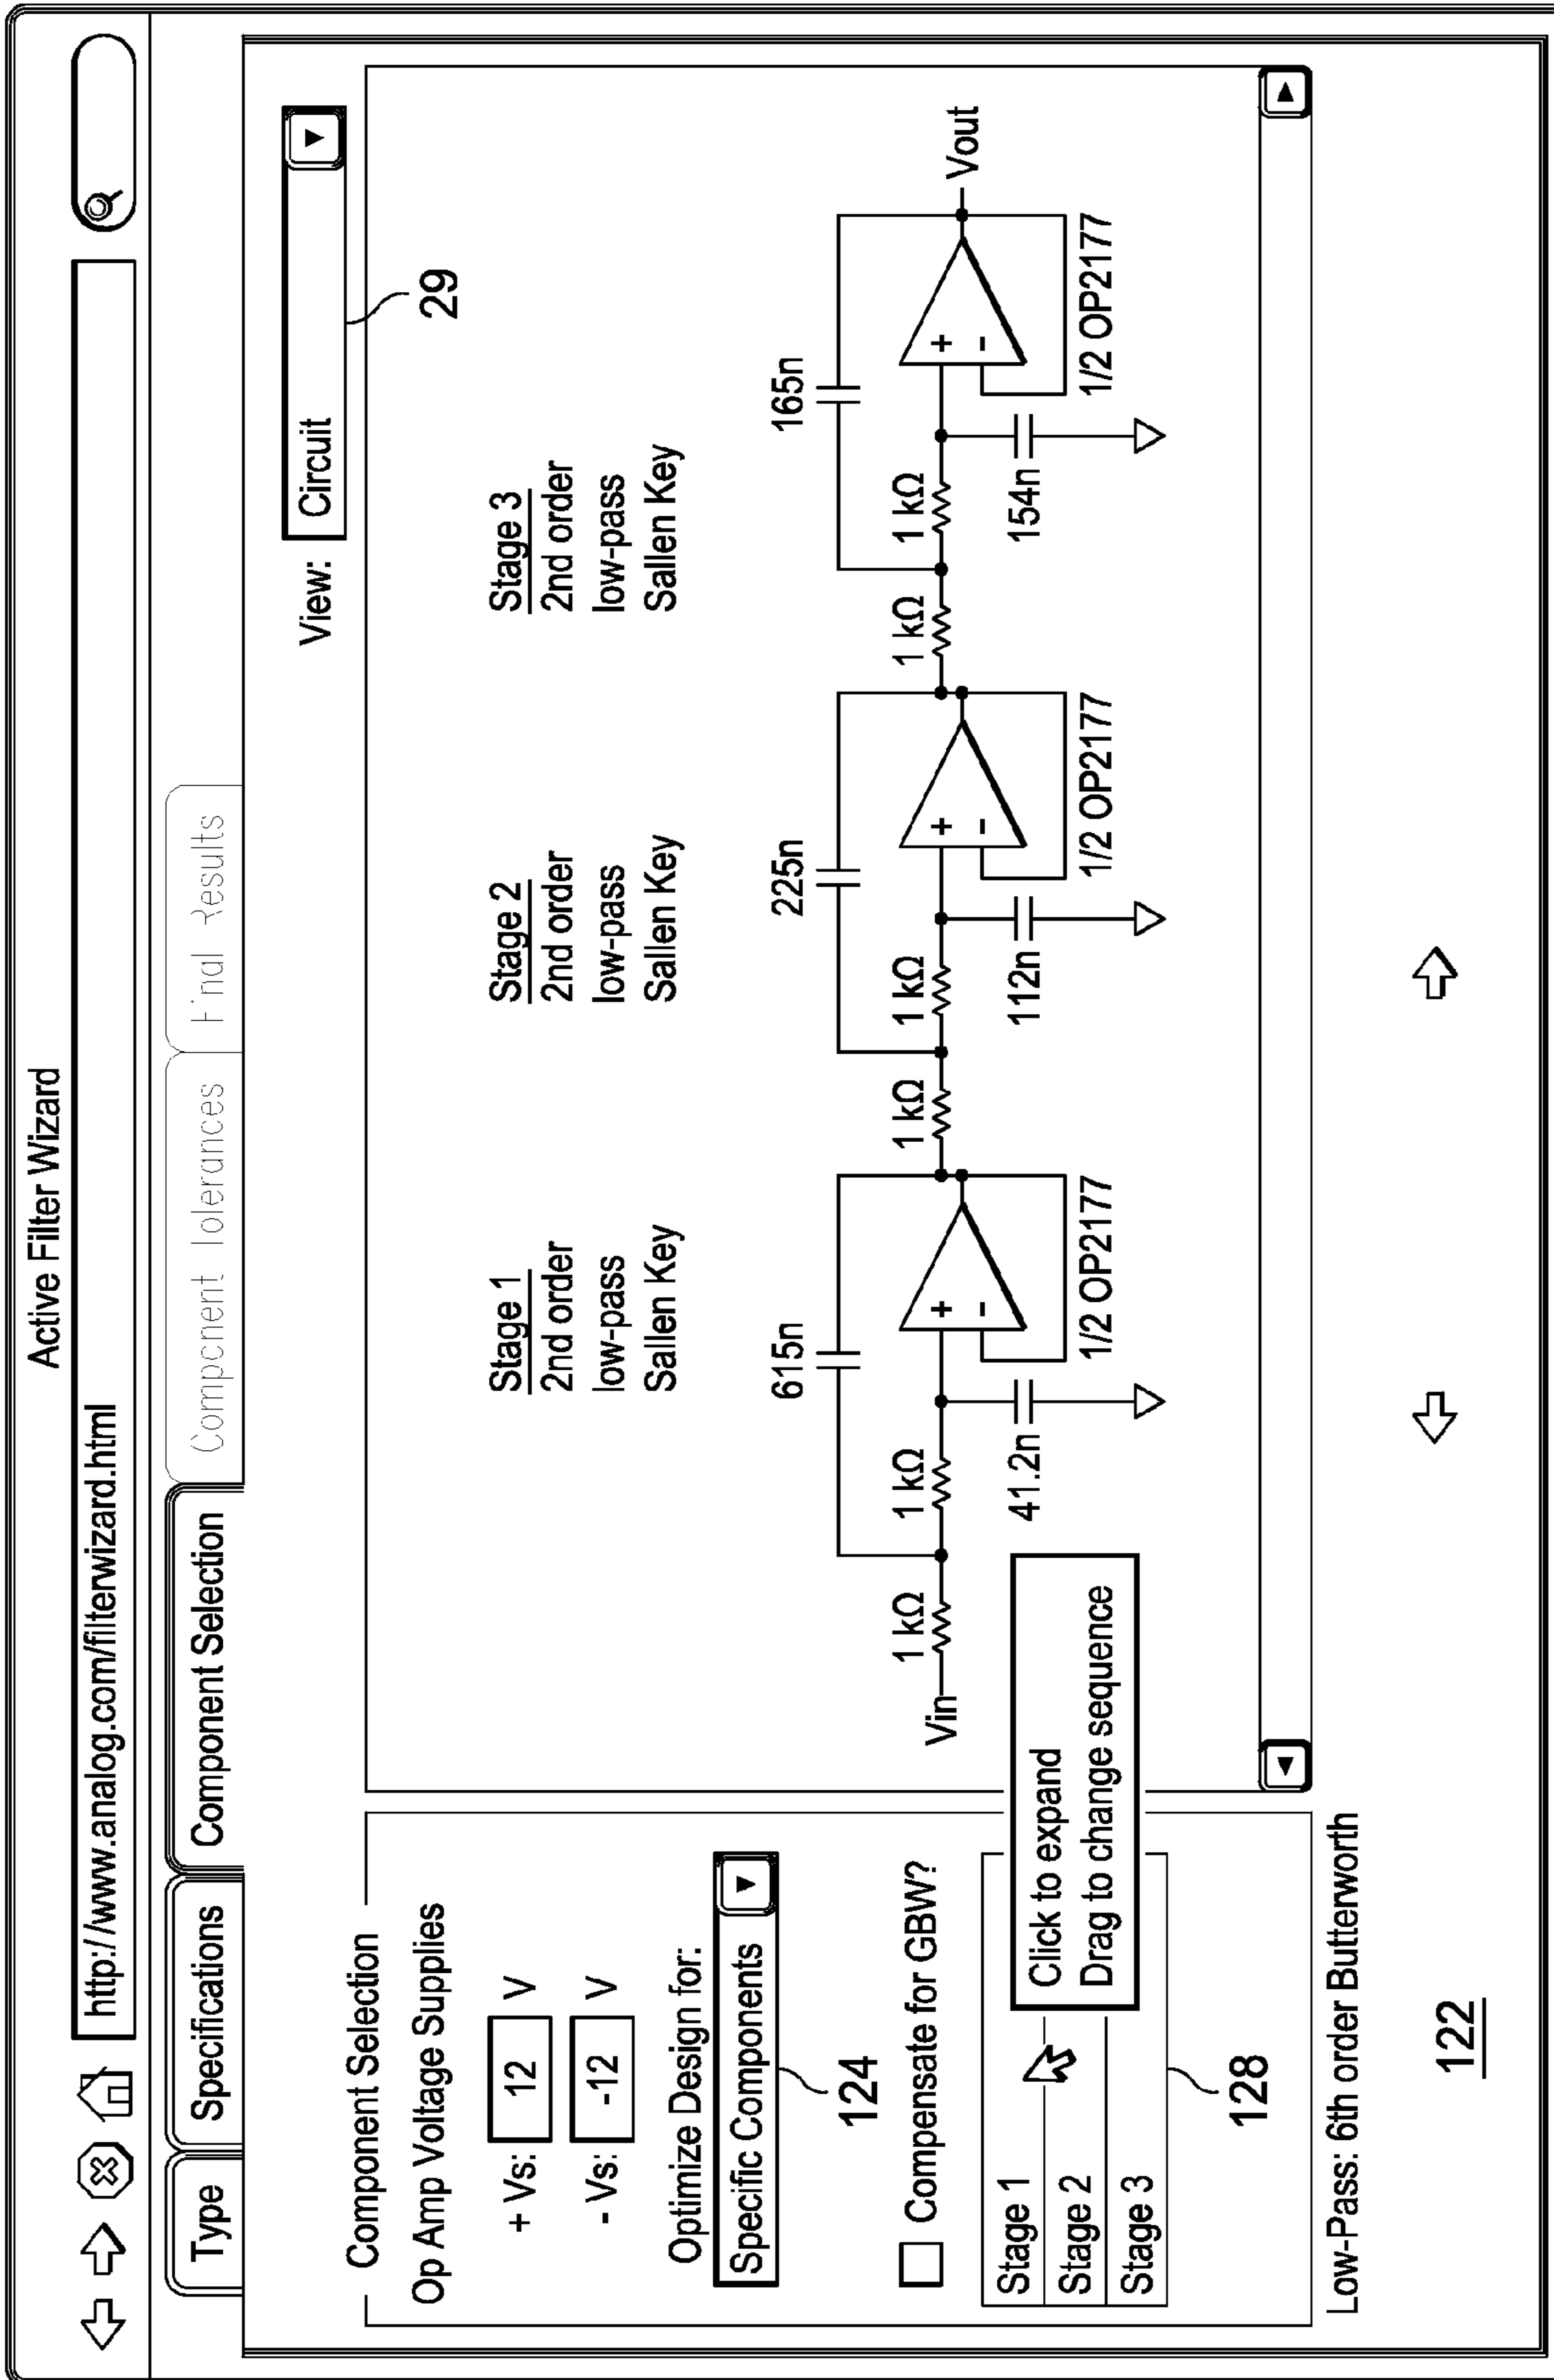 Active Filter Wizard
http://www.analog.com/filterwizard.html
Type
Specifications
Component Selection
Component Tolerances
Final Results
View:
Circuit
29
Component Selection
Op Amp Voltage Supplies
+ Vs: 12 V
- Vs: -12 V
Optimize Design for:
Specific Components
124
Compensate for GBW?
Stage 1
Stage 2
Stage 3
Click to expand
Drag to change sequence
128
Stage 1
2nd order
low-pass
Sallen Key
Stage 2
2nd order
low-pass
Sallen Key
Stage 3
2nd order
low-pass
Sallen Key
615n
225n
165n
Vin
1 kΩ
1 kΩ
+
-
1 kΩ
1 kΩ
+
-
1 kΩ
1 kΩ
+
-
Vout
41.2n
112n
154n
1/2 OP2177
1/2 OP2177
1/2 OP2177
Low-Pass: 6th order Butterworth
122